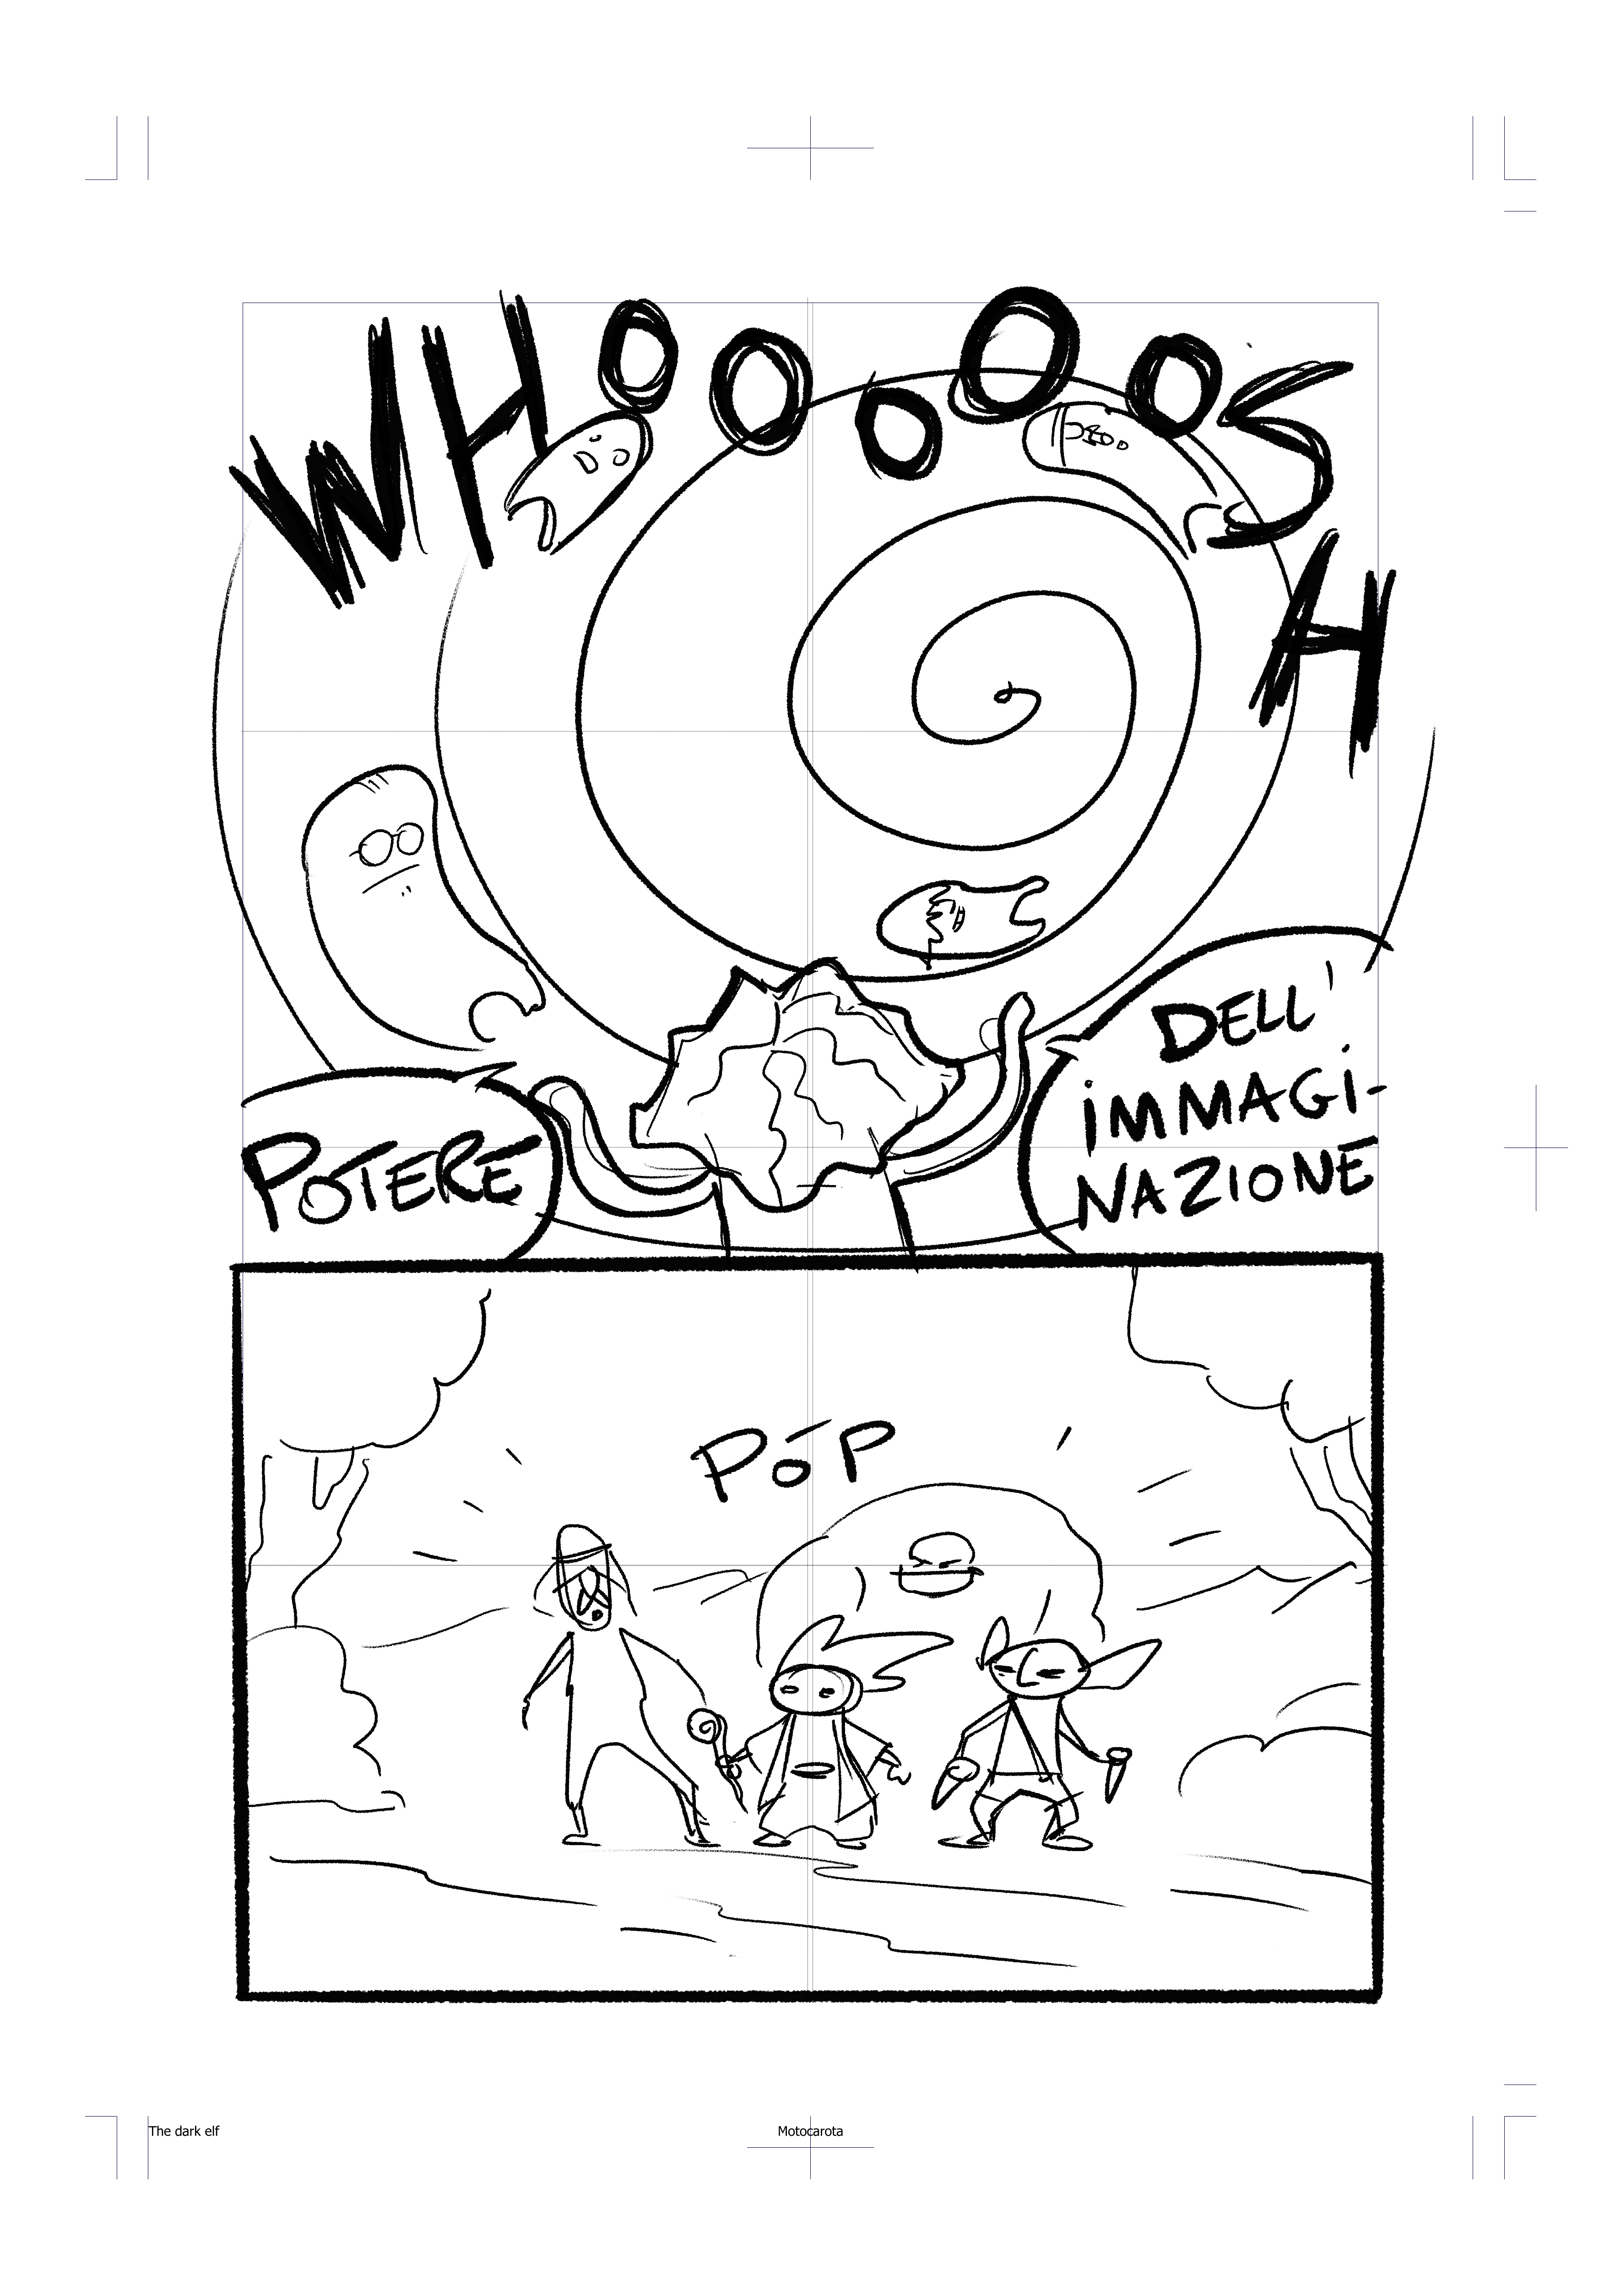 WHOOOOOSH
POTERE
DELL'
iMMAGi-
NAZIONE
POP
The dark elf
Motocarota